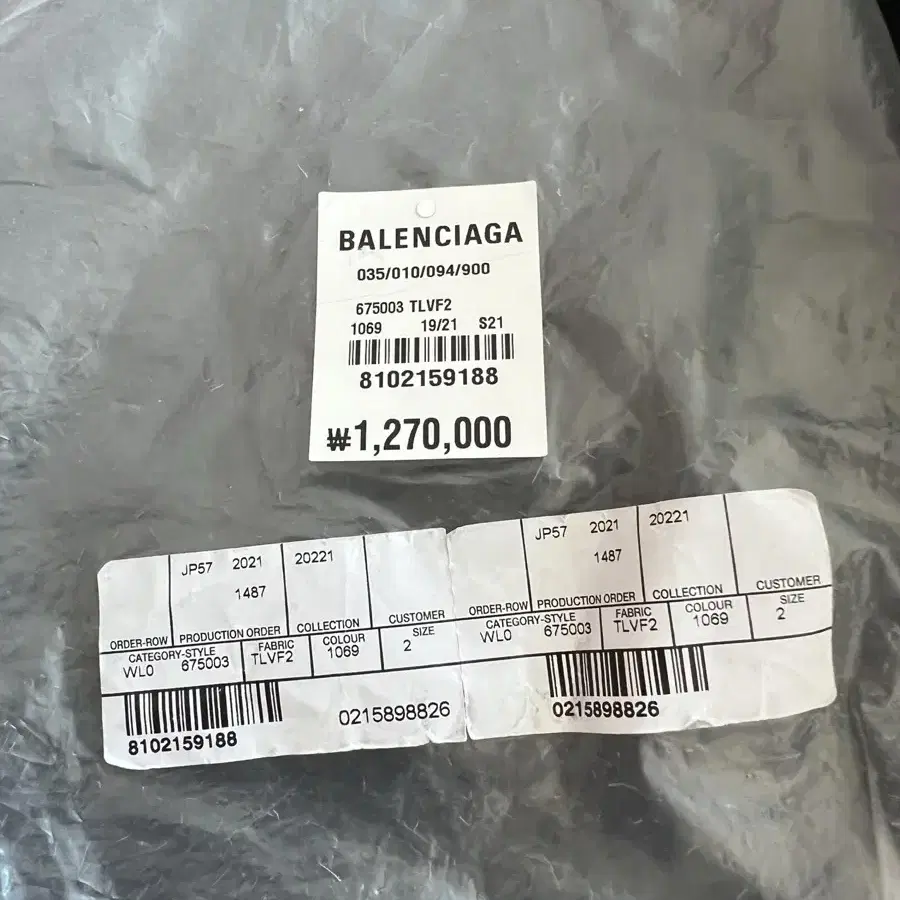 BALENCIAGA
035/010/094/900
675003 TLVF2
1069 19/21 S21
8102159188
₩1,270,000
JP57 2021 20221
1487
ORDER-ROW PRODUCTION ORDER COLLECTION CUSTOMER
CATEGORY-STYLE FABRIC COLOUR SIZE
WL0 675003 TLVF2 1069 2
8102159188 0215898826
JP57 2021 20221
1487
ORDER-ROW PRODUCTION ORDER COLLECTION CUSTOMER
CATEGORY-STYLE FABRIC COLOUR SIZE
WL0 675003 TLVF2 1069 2
0215898826